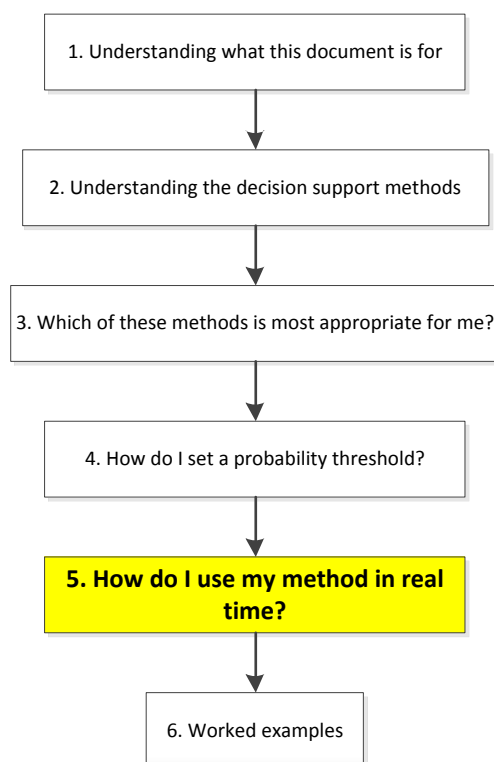 1. Understanding what this document is for
2. Understanding the decision support methods
3. Which of these methods is most appropriate for me?
4. How do I set a probability threshold?
5. How do I use my method in real
time?
6. Worked examples